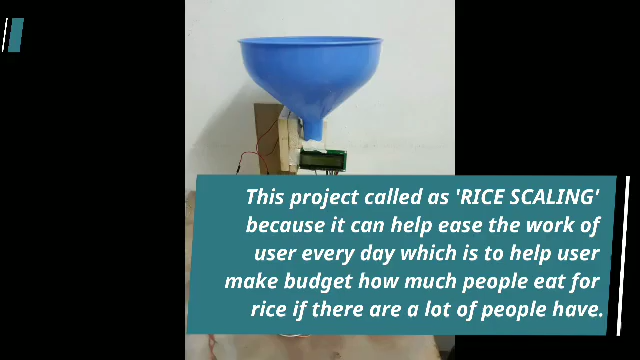 This project called as 'RICE SCALING'
because it can help ease the work of
user every day which is to help user
make budget how much people eat for
rice if there are a lot of people have.